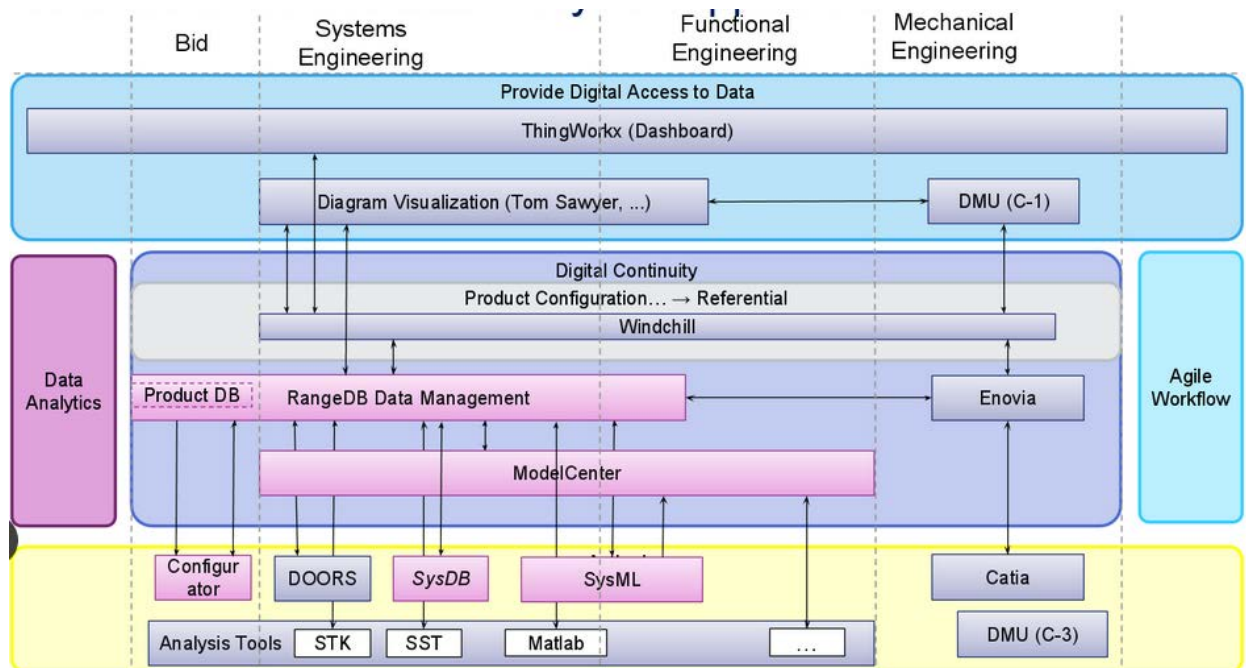 Bid
Systems
Engineering
Functional
Engineering
Mechanical
Engineering
Provide Digital Access to Data
ThingWorkx (Dashboard)
Diagram Visualization (Tom Sawyer, ...)
DMU (C-1)
Digital Continuity
Product Configuration... → Referential
Windchill
Data
Analytics
Product DB
RangeDB Data Management
Enovia
Agile
Workflow
ModelCenter
Configur
ator
DOORS
SysDB
SysML
Catia
Analysis Tools
STK
SST
Matlab
...
DMU (C-3)